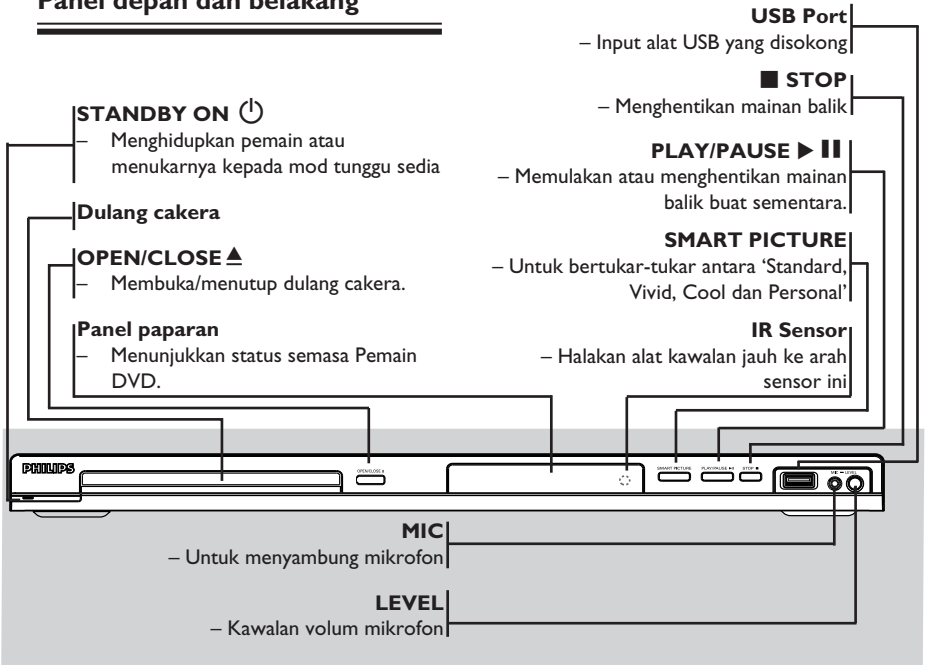 Panel depan dan belakang
USB Port
– Input alat USB yang disokong
■ STOP
– Menghentikan mainan balik
PLAY/PAUSE ► II
– Memulakan atau menghentikan mainan
balik buat sementara.
SMART PICTURE
– Untuk bertukar-tukar antara ‘Standard,
Vivid, Cool dan Personal’
IR Sensor
– Halakan alat kawalan jauh ke arah
sensor ini
STANDBY ON ⏻
– Menghidupkan pemain atau
menukarnya kepada mod tunggu sedia
Dulang cakera
OPEN/CLOSE ≜
– Membuka/menutup dulang cakera.
Panel paparan
– Menunjukkan status semasa Pemain
DVD.
PHILIPS
OPEN/CLOSE
SMART PICTURE
PLAY/PAUSE ►II
STOP ■
MIC – LEVEL
MIC
– Untuk menyambung mikrofon
LEVEL
– Kawalan volum mikrofon